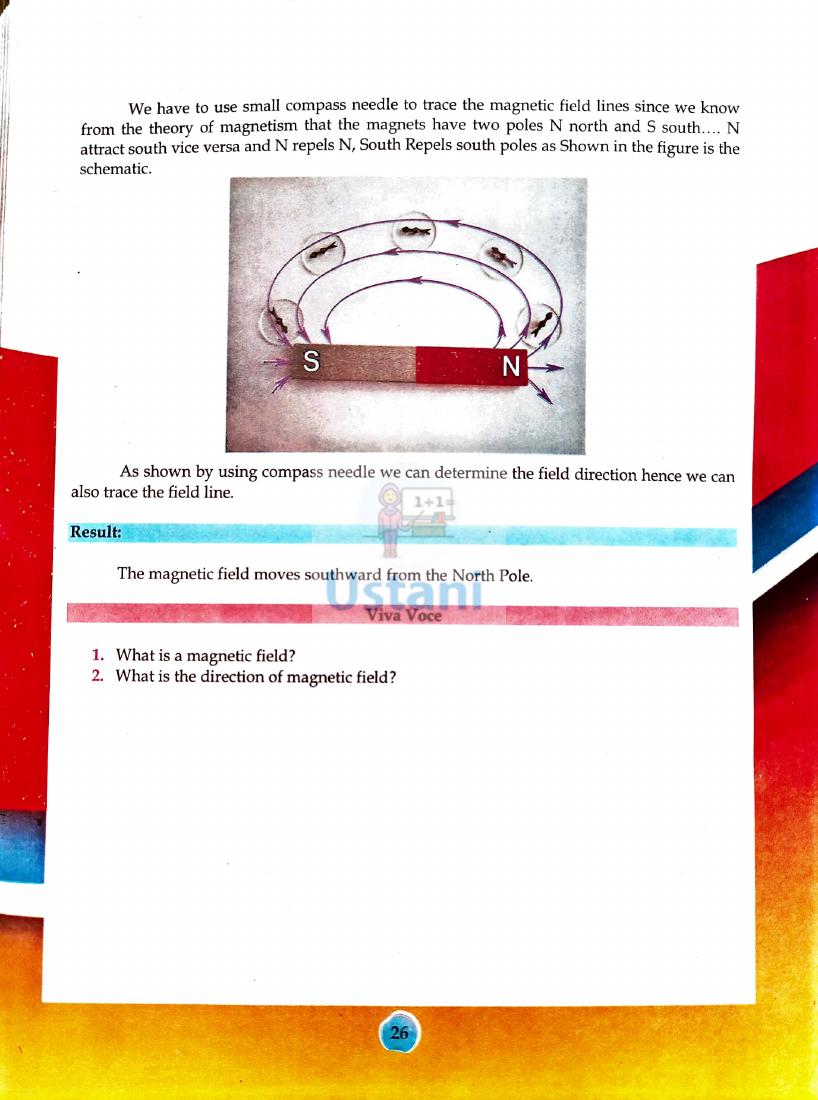 We have to use small compass needle to trace the magnetic field lines since we know
from the theory of magnetism that the magnets have two poles N north and S south.... N
attract south vice versa and N repels N, South Repels south poles as Shown in the figure is the
schematic.
S N
As shown by using compass needle we can determine the field direction hence we can
also trace the field line.
1+1=
Result:
The magnetic field moves southward from the North Pole.
Ustani
Viva Voce
1. What is a magnetic field?
2. What is the direction of magnetic field?
26